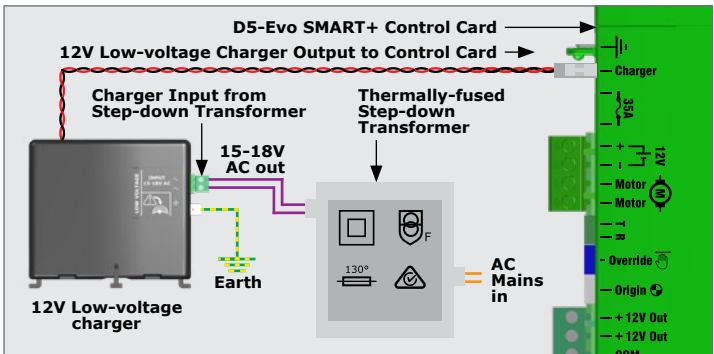 D5-Evo SMART+ Control Card
12V Low-voltage Charger Output to Control Card
Charger
Charger Input from
Step-down Transformer
Thermally-fused
Step-down
Transformer
35A
15-18V
AC out
LOW VOLTAGE
INPUT
15-18V AC
+
12V
–
Motor
Motor
M
T
R
F
130°
Override
Origin
Earth
AC
Mains
in
12V Low-voltage
charger
+ 12V Out
+ 12V Out
COM